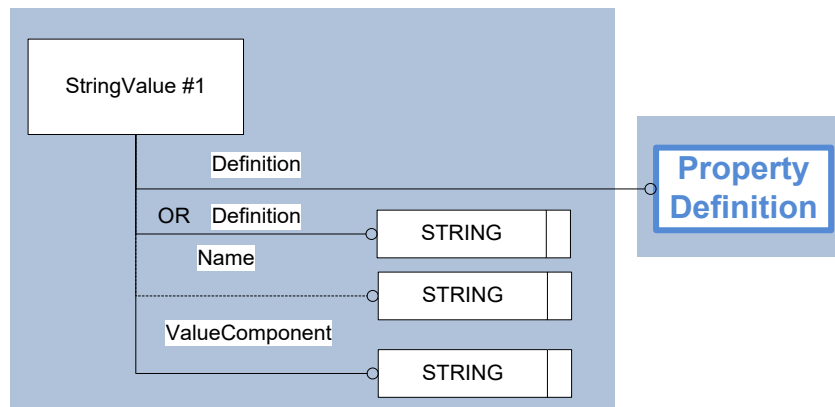 StringValue #1
Definition
Property
Definition
OR Definition
STRING
Name
STRING
ValueComponent
STRING